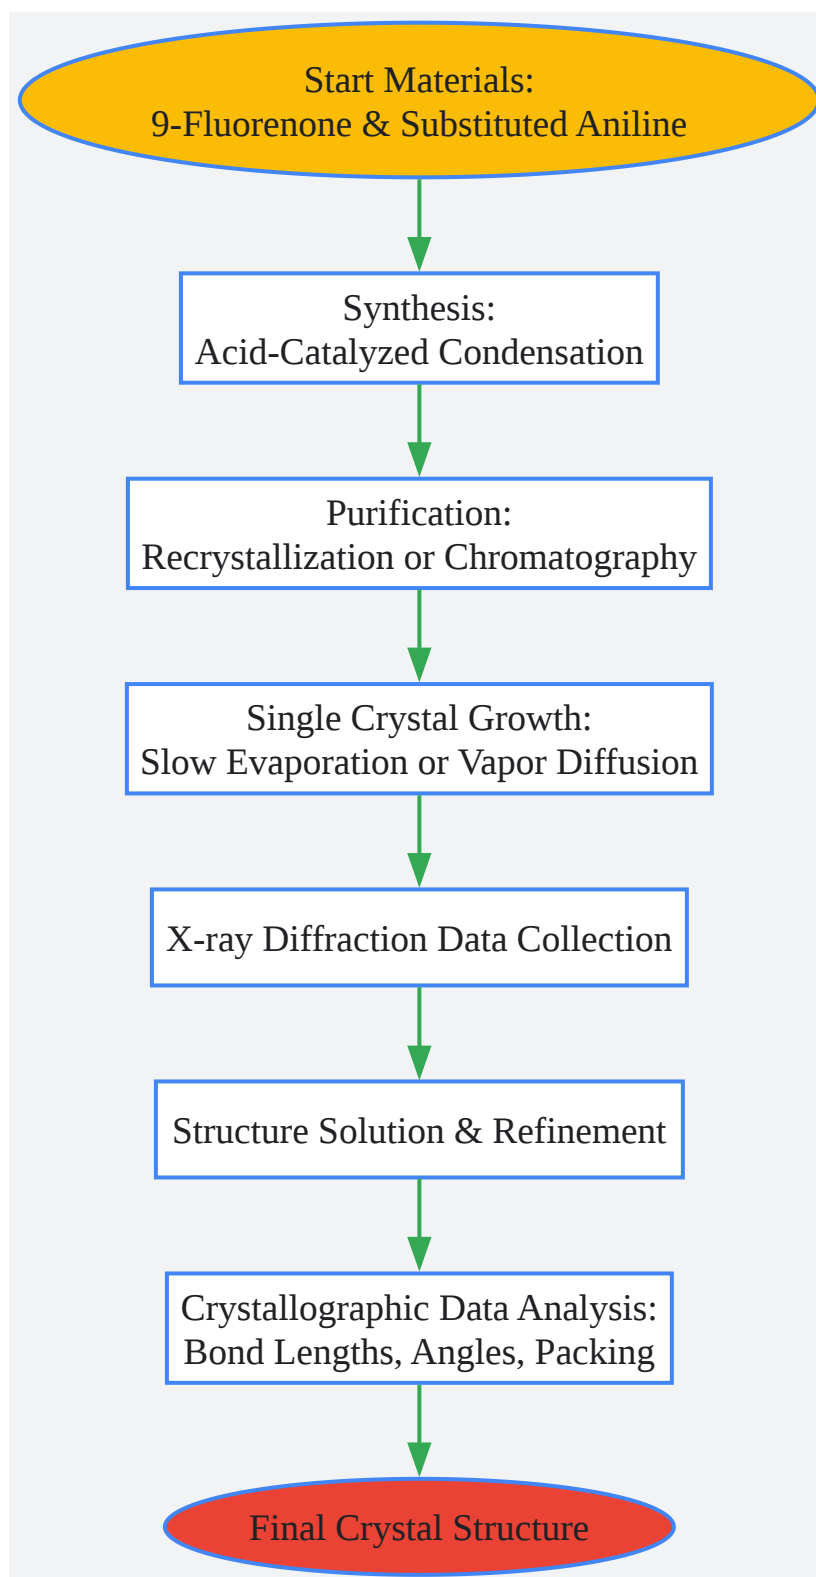 Start Materials:
9-Fluorenone & Substituted Aniline
Synthesis:
Acid-Catalyzed Condensation
Purification:
Recrystallization or Chromatography
Single Crystal Growth:
Slow Evaporation or Vapor Diffusion
X-ray Diffraction Data Collection
Structure Solution & Refinement
Crystallographic Data Analysis:
Bond Lengths, Angles, Packing
Final Crystal Structure